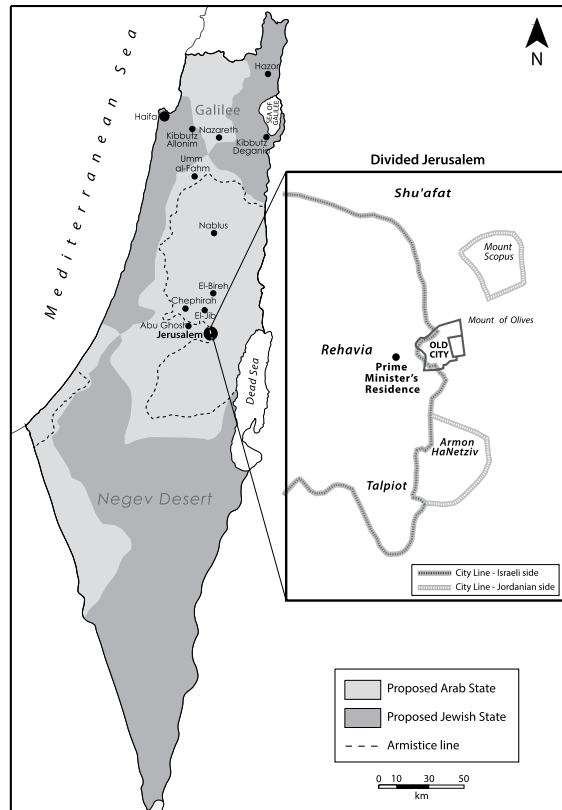 N
Mediterranean Sea
Hazor
Galilee
SEA OF
GALILEE
Haifa
Kibbutz
Allonim
Nazareth
Kibbutz
Degania
Umm
al-Fahm
Nablus
El-Bireh
Chephirah
El-Jib
Abu Ghosh
Jerusalem
Dead Sea
Negev Desert
Divided Jerusalem
Shu'afat
Mount
Scopus
Mount of Olives
OLD
CITY
Rehavia
Prime
Minister's
Residence
Armon
HaNetziv
Talpiot
City Line - Israeli side
City Line - Jordanian side
Proposed Arab State
Proposed Jewish State
Armistice line
0 10 30 50
km